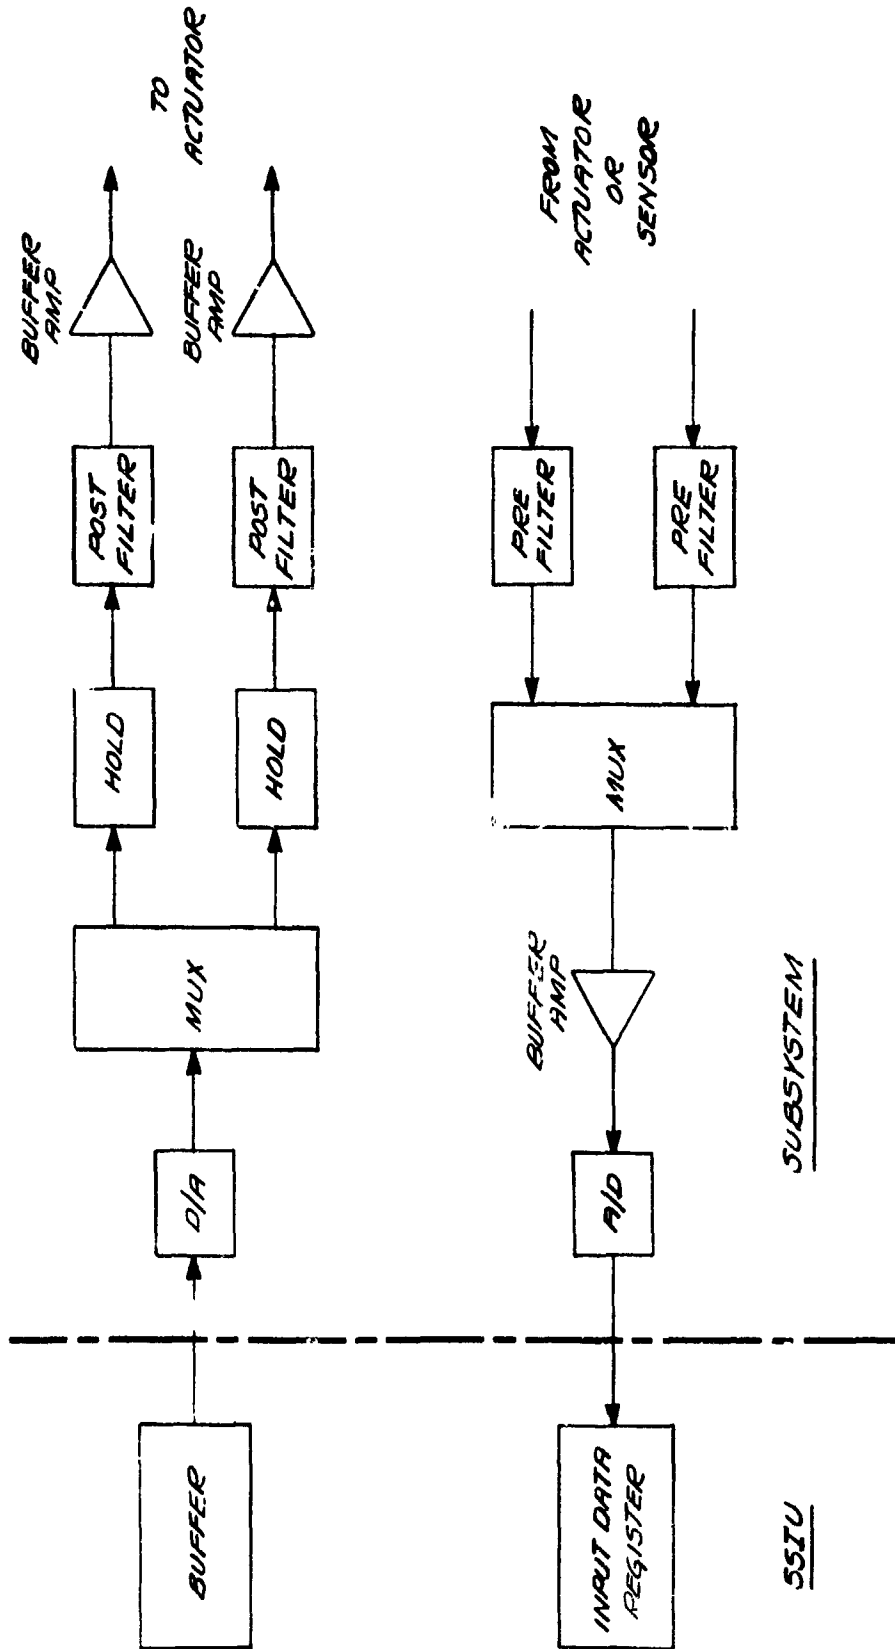 BUFFER
D/A
MUX
HOLD
HOLD
POST
FILTER
POST
FILTER
BUFFER
AMP
BUFFER
AMP
TO
ACTUATOR
INPUT DATA
REGISTER
A/D
BUFFER
AMP
MUX
PRE
FILTER
PRE
FILTER
FROM
ACTUATOR
OR
SENSOR
SSIU
SUBSYSTEM